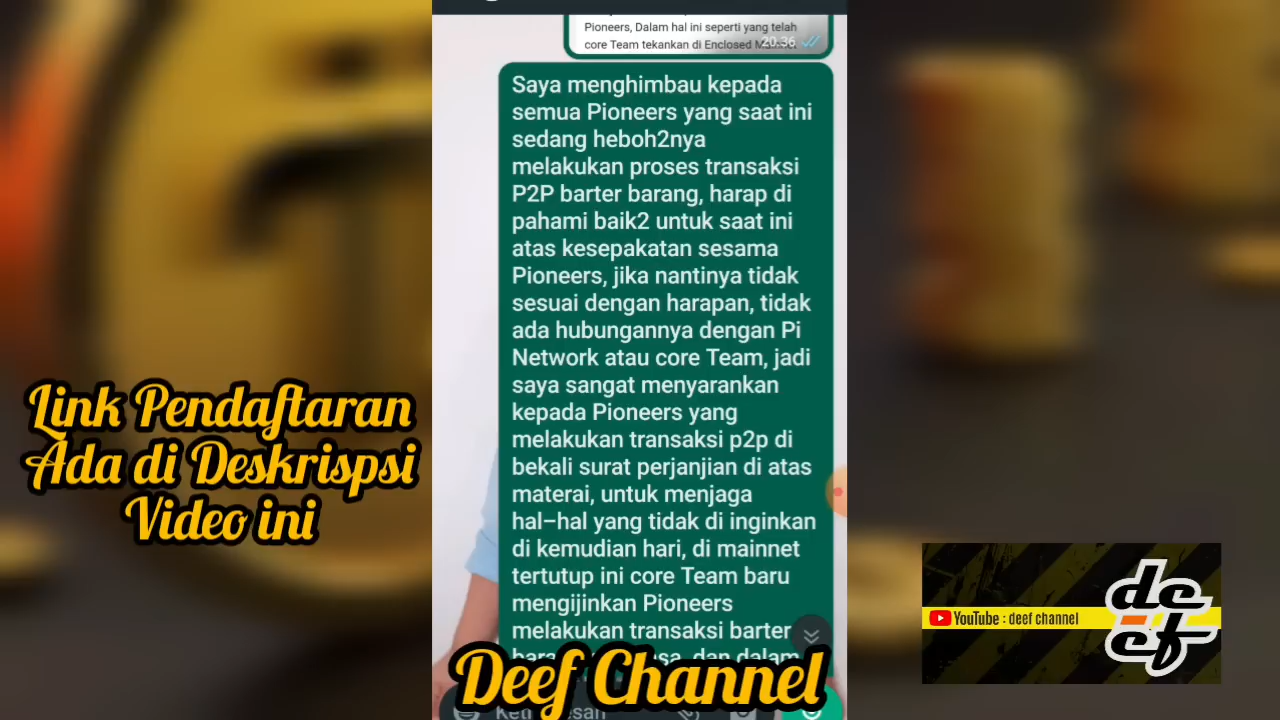 Pioneers, Dalam hal ini seperti yang telah
core Team tekankan di Enclosed
20.36
Saya menghimbau kepada
semua Pioneers yang saat ini
sedang heboh2nya
melakukan proses transaksi
P2P barter barang, harap di
pahami baik2 untuk saat ini
atas kesepakatan sesama
Pioneers, jika nantinya tidak
sesuai dengan harapan, tidak
ada hubungannya dengan Pi
Network atau core Team, jadi
saya sangat menyarankan
kepada Pioneers yang
melakukan transaksi p2p di
bekali surat perjanjian di atas
materai, untuk menjaga
hal-hal yang tidak di inginkan
di kemudian hari, di mainnet
tertutup ini core Team baru
mengijinkan Pioneers
melakukan transaksi barter
dan dalam
Link Pendaftaran
Ada di Deskrispsi
Video ini
Deef Channel
YouTube : deef channel
deef